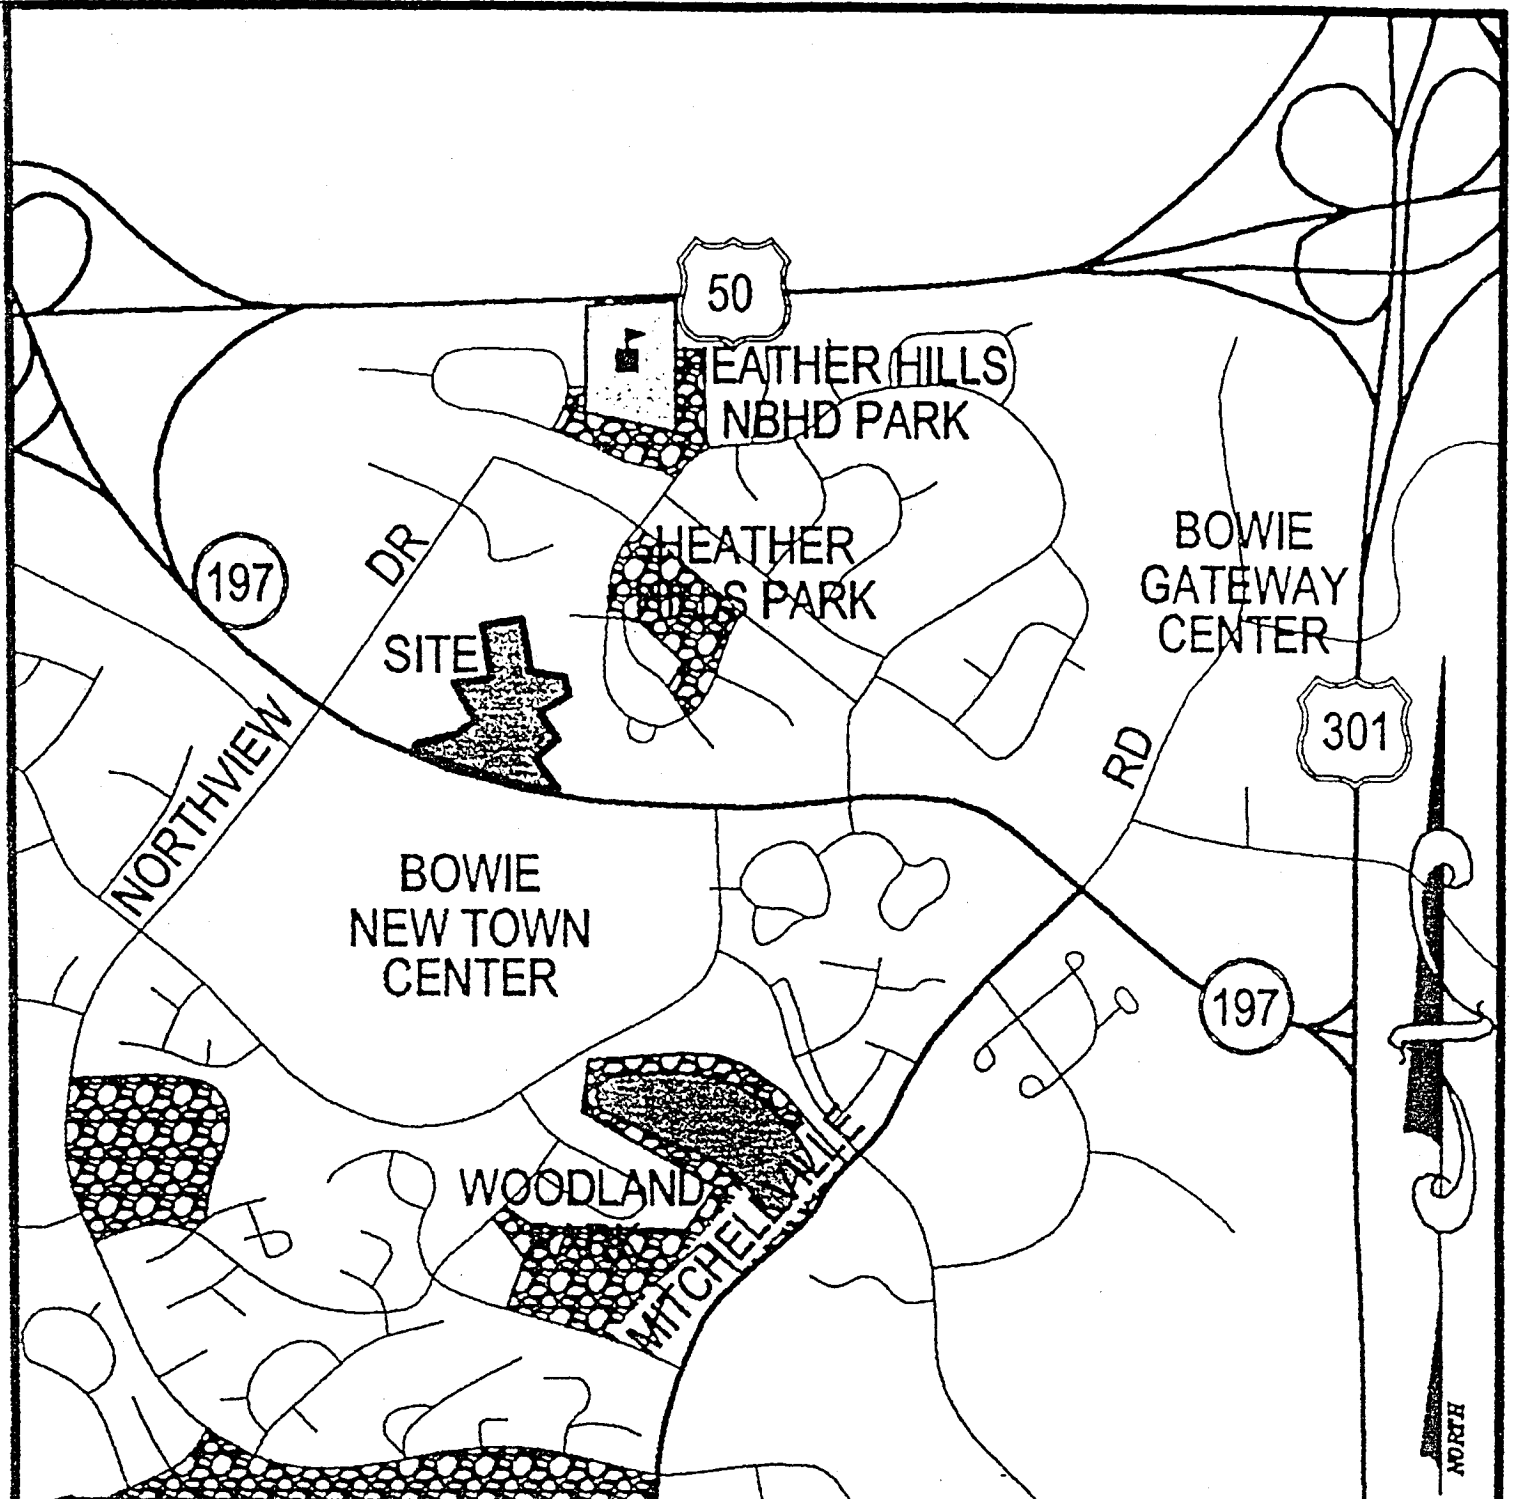 50
EATHER HILLS
NBHD PARK
197
DR
HEATHER
HILLS PARK
SITE
BOWIE
GATEWAY
CENTER
301
RD
NORTHVIEW
BOWIE
NEW TOWN
CENTER
197
WOODLAND
MITCHELLVILLE
NORTH